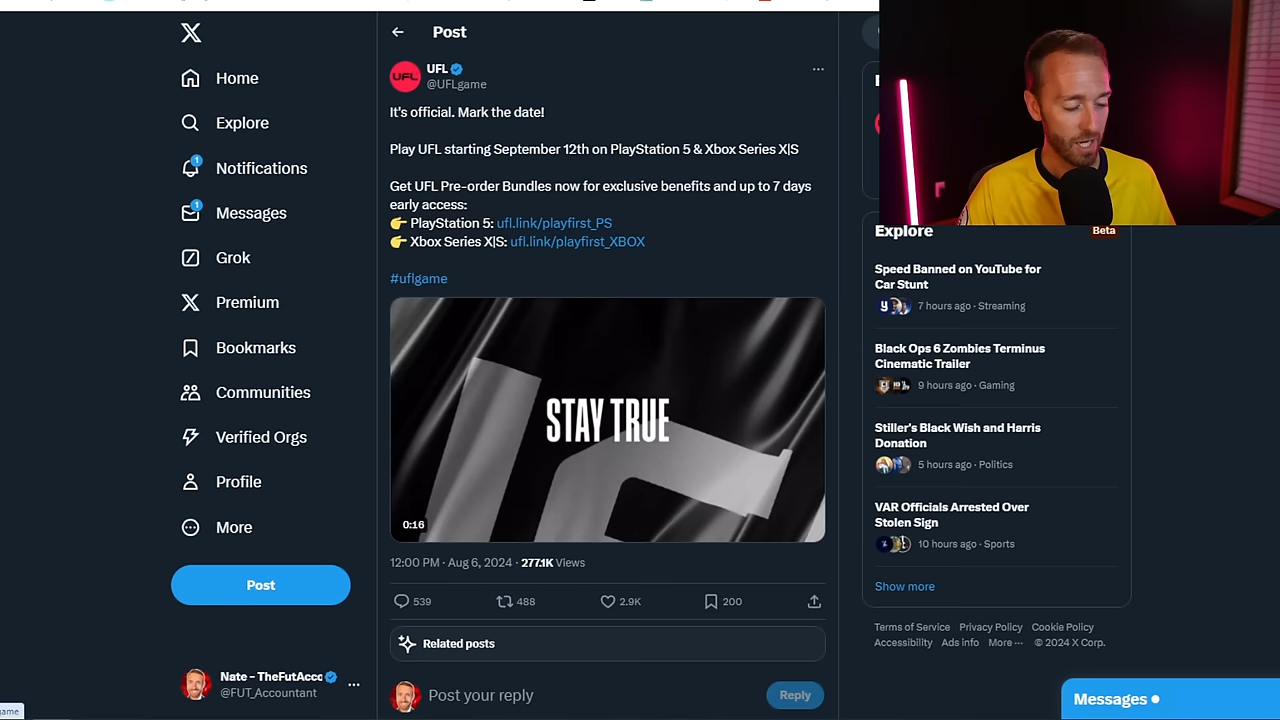 Home
Explore
Notifications
1
Messages
1
Grok
Premium
Bookmarks
Communities
Verified Orgs
Profile
More
Post
Nate - TheFutAccc
@FUT_Accountant
game
Post
UFL
UFL
@UFLgame
It's official. Mark the date!
Play UFL starting September 12th on PlayStation 5 & Xbox Series X|S
Get UFL Pre-order Bundles now for exclusive benefits and up to 7 days
early access:
👉 PlayStation 5: ufl.link/playfirst_PS
👉 Xbox Series X|S: ufl.link/playfirst_XBOX
#uflgame
STAY TRUE
0:16
12:00 PM · Aug 6, 2024 · 277.1K Views
539 488 2.9K 200
Related posts
Post your reply
Reply
Explore
Beta
Speed Banned on YouTube for
Car Stunt
7 hours ago · Streaming
Black Ops 6 Zombies Terminus
Cinematic Trailer
9 hours ago · Gaming
Stiller's Black Wish and Harris
Donation
5 hours ago · Politics
VAR Officials Arrested Over
Stolen Sign
10 hours ago · Sports
Show more
Terms of Service Privacy Policy Cookie Policy
Accessibility Ads info More ··· © 2024 X Corp.
Messages